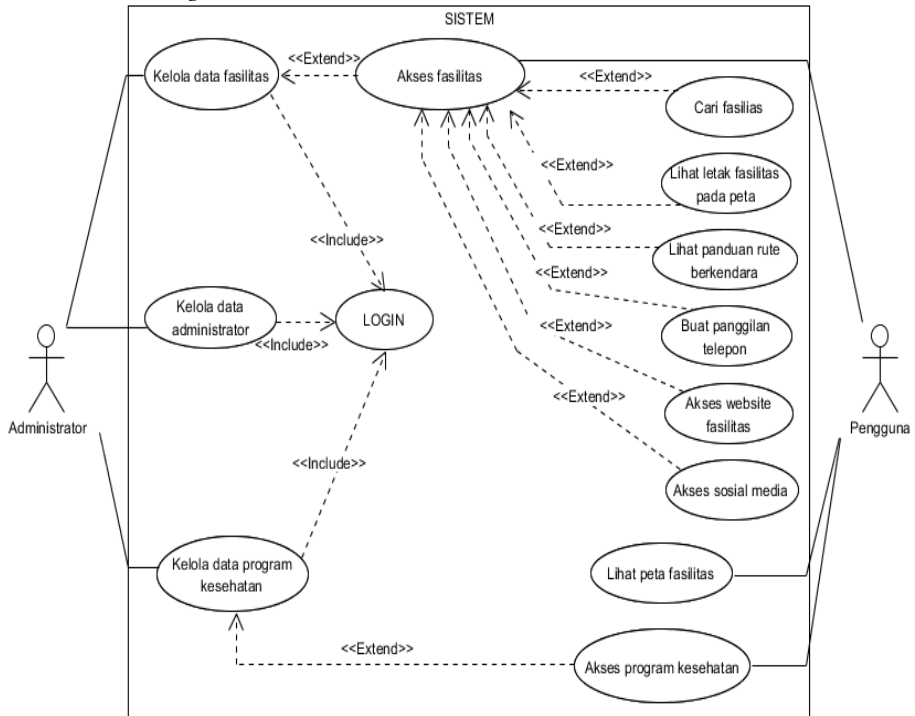 SISTEM
Kelola data fasilitas
<<Extend>>
Akses fasilitas
<<Extend>>
Cari fasilias
<<Extend>>
Lihat letak fasilitas
pada peta
<<Extend>>
Lihat panduan rute
berkendara
<<Include>>
<<Extend>>
Kelola data
administrator
<<Include>>
LOGIN
Buat panggilan
telepon
<<Extend>>
Administrator
Pengguna
<<Extend>>
Akses website
fasilitas
<<Include>>
Akses sosial media
Kelola data program
kesehatan
Lihat peta fasilitas
<<Extend>>
Akses program kesehatan